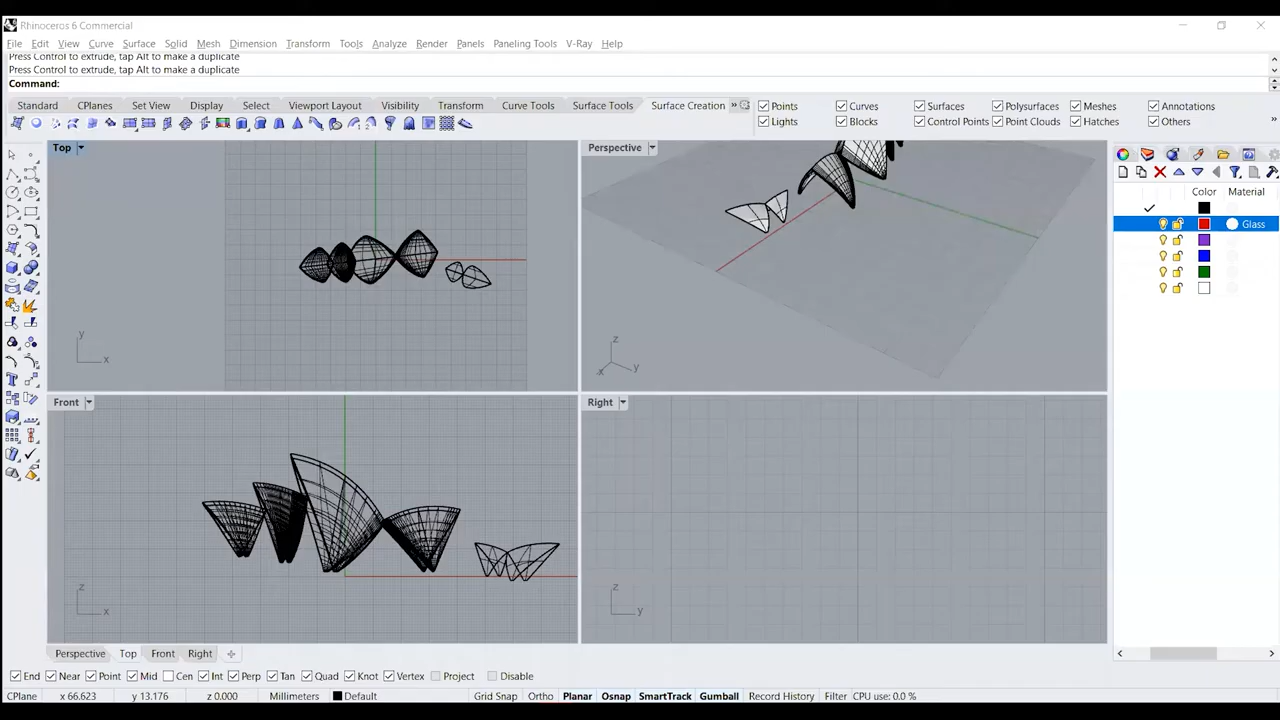 Rhinoceros 6 Commercial
File Edit View Curve Surface Solid Mesh Dimension Transform Tools Analyze Render Panels Paneling Tools V-Ray Help
Press Control to extrude, tap Alt to make a duplicate
Press Control to extrude, tap Alt to make a duplicate
Command:
Standard CPlanes Set View Display Select Viewport Layout Visibility Transform Curve Tools Surface Tools Surface Creation »
Points Curves Surfaces Polysurfaces Meshes Annotations
Lights Blocks Control Points Point Clouds Hatches Others »
Top
Perspective
Color Material
Glass
y
x
z
x
y
Front
Right
z
x
z
y
Perspective Top Front Right
End Near Point Mid Cen Int Perp Tan Quad Knot Vertex Project Disable
CPlane x 66.623 y 13.176 z 0.000 Millimeters Default Grid Snap Ortho Planar Osnap SmartTrack Gumball Record History Filter CPU use: 0.0 %